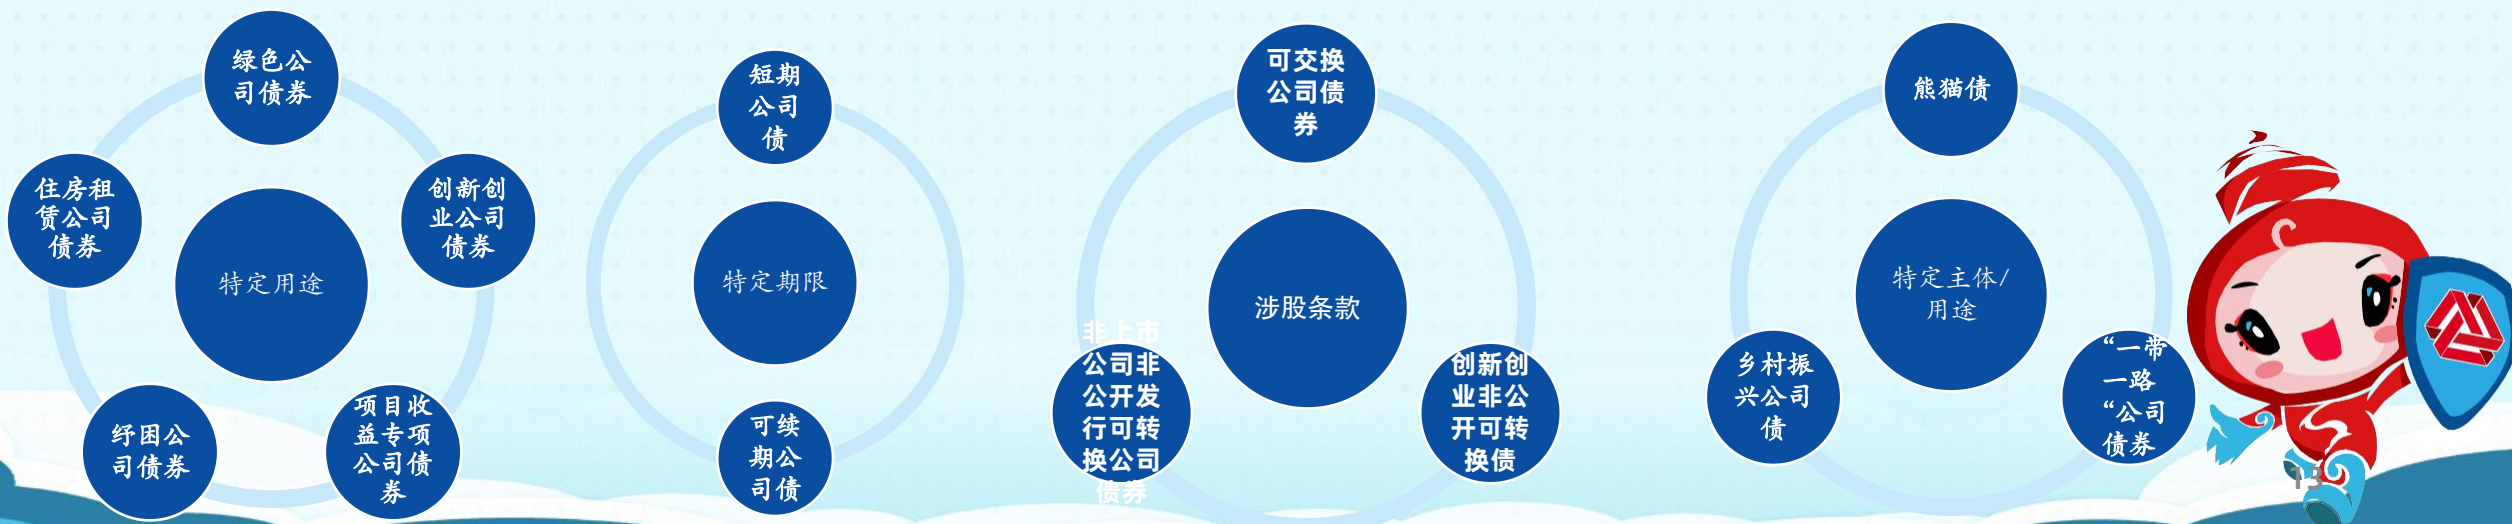 绿色公
司债券
住房租
赁公司
债券
创新创
业公司
债券
特定用途
纾困公
司债券
项目收
益专项
公司债
券
短期
公司
债
特定期限
可续
期公
司债
可交换
公司债
券
涉股条款
非上市
公司非
公开发
行可转
换公司
债券
创新创
业非公
开可转
换债
熊猫债
特定主体/
用途
乡村振
兴公司
债
“一带
一路
“公司
债券
13